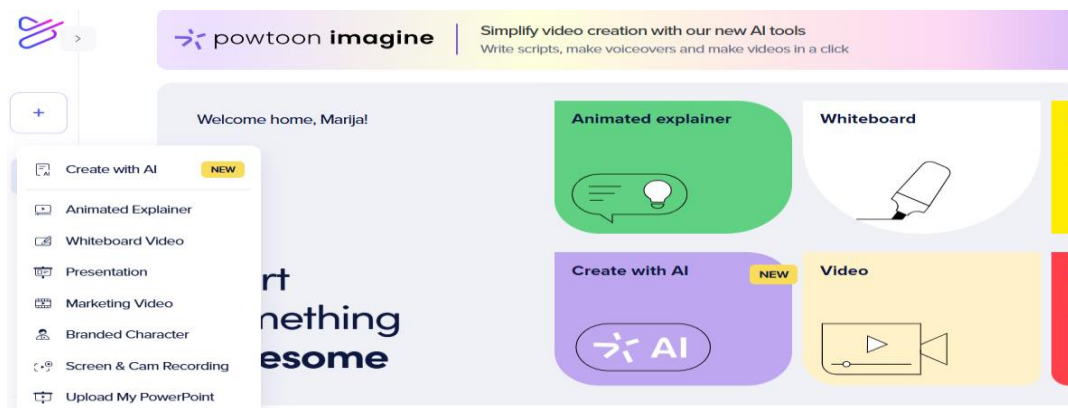 powtoon imagine
Simplify video creation with our new AI tools
Write scripts, make voiceovers and make videos in a click
+
Welcome home, Marija!
Create with AI NEW
Animated Explainer
Whiteboard Video
Presentation
Marketing Video
Branded Character
Screen & Cam Recording
Upload My PowerPoint
rt
nething
esome
Animated explainer
Whiteboard
Create with AI NEW
AI
Video